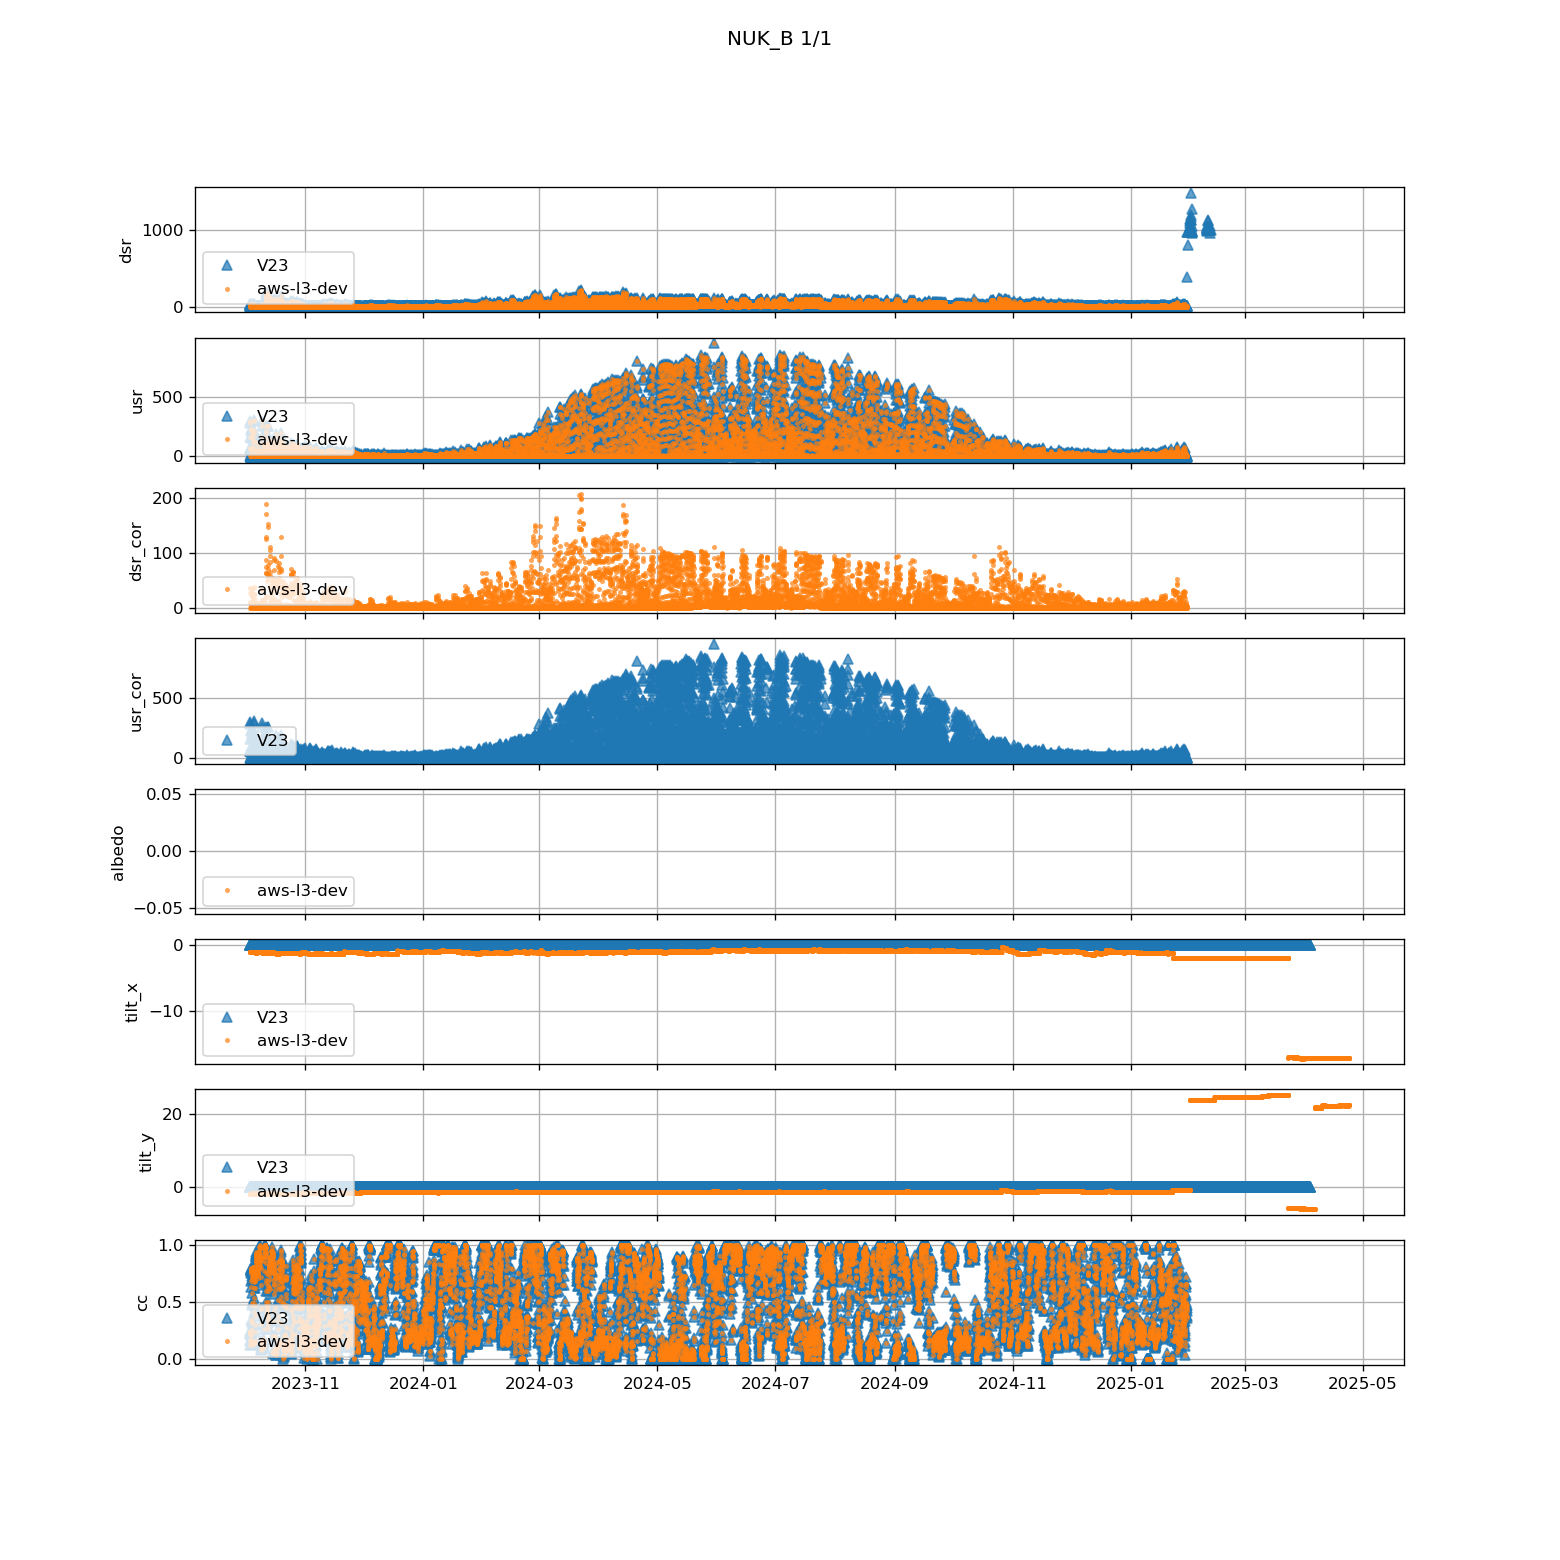 NUK_B 1/1
dsr
1000
0
V23
aws-l3-dev
usr
500
0
V23
aws-l3-dev
dsr_cor
200
100
0
aws-l3-dev
usr_cor
500
0
V23
albedo
0.05
0.00
−0.05
aws-l3-dev
tilt_x
0
−10
V23
aws-l3-dev
tilt_y
20
0
V23
aws-l3-dev
cc
1.0
0.5
0.0
V23
aws-l3-dev
2023-11 2024-01 2024-03 2024-05 2024-07 2024-09 2024-11 2025-01 2025-03 2025-05